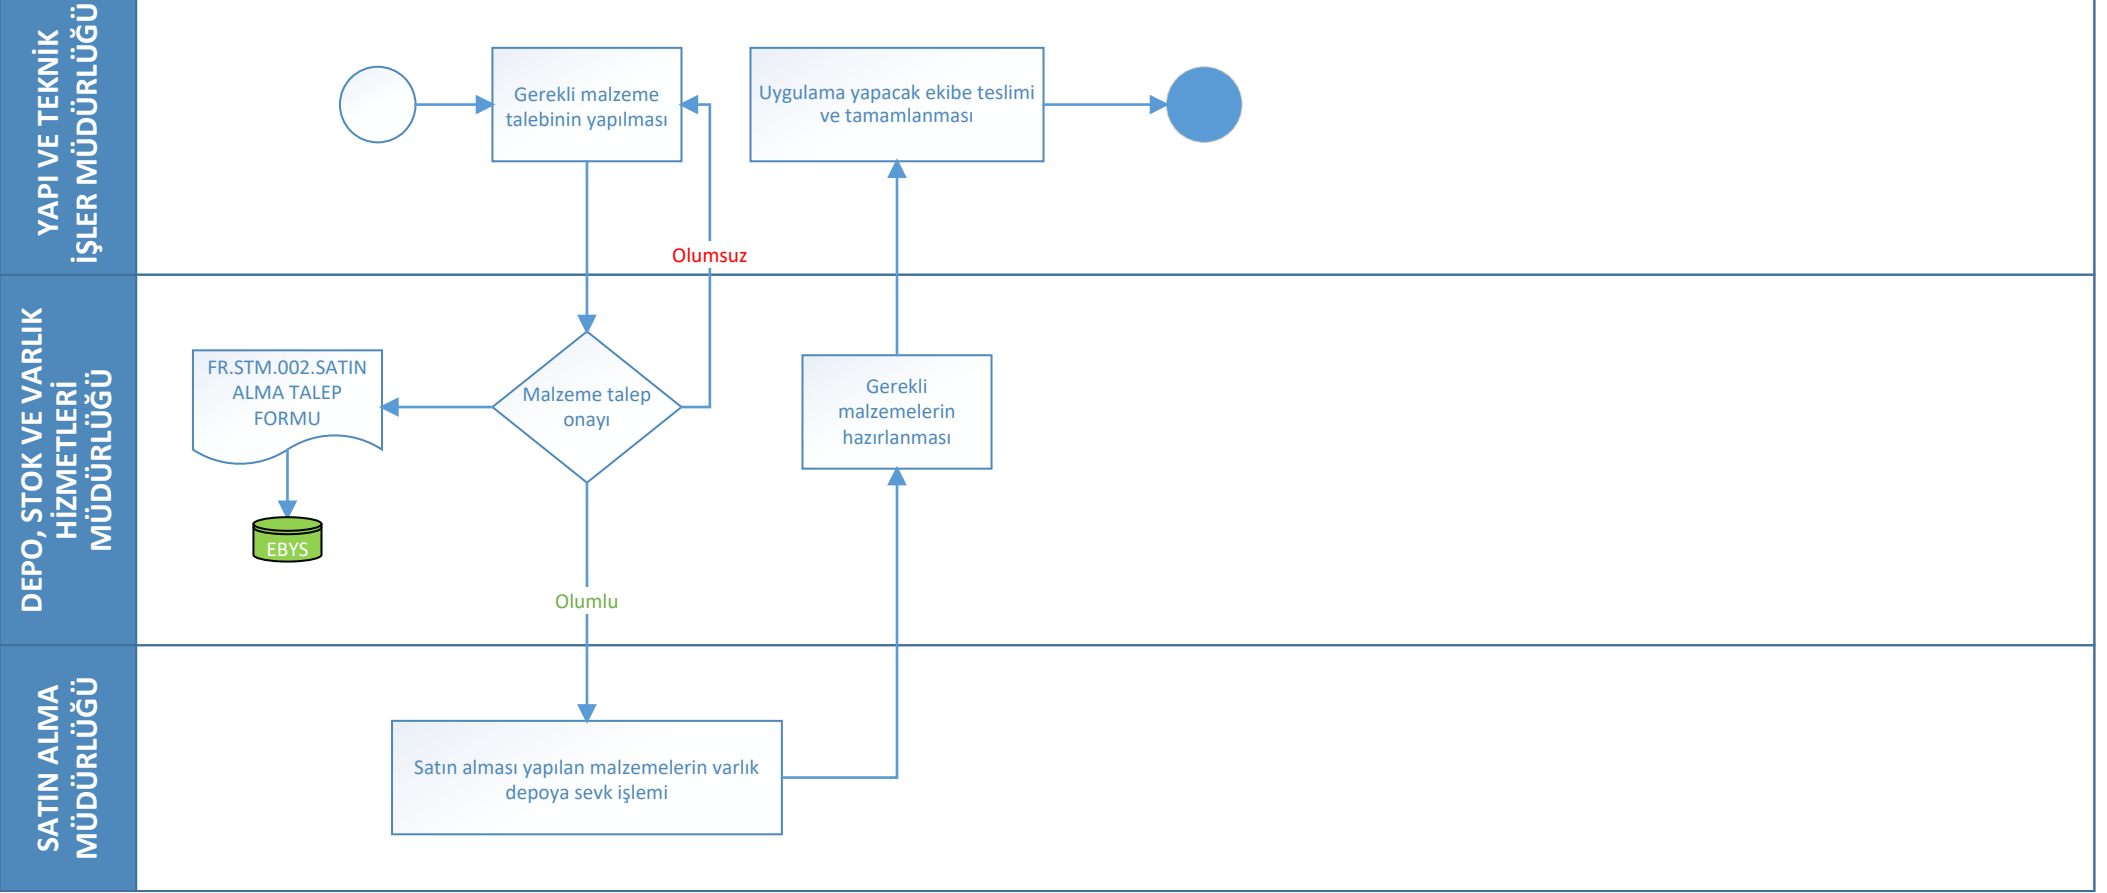 YAPI VE TEKNİK
İŞLER MÜDÜRLÜĞÜ
Gerekli malzeme
talebinin yapılması
Uygulama yapacak ekibe teslimi
ve tamamlanması
Olumsuz
DEPO, STOK VE VARLIK
HİZMETLERİ
MÜDÜRLÜĞÜ
FR.STM.002.SATIN
ALMA TALEP
FORMU
EBYS
Malzeme talep
onayı
Gerekli
malzemelerin
hazırlanması
Olumlu
SATIN ALMA
MÜDÜRLÜĞÜ
Satın alması yapılan malzemelerin varlık
depoya sevk işlemi